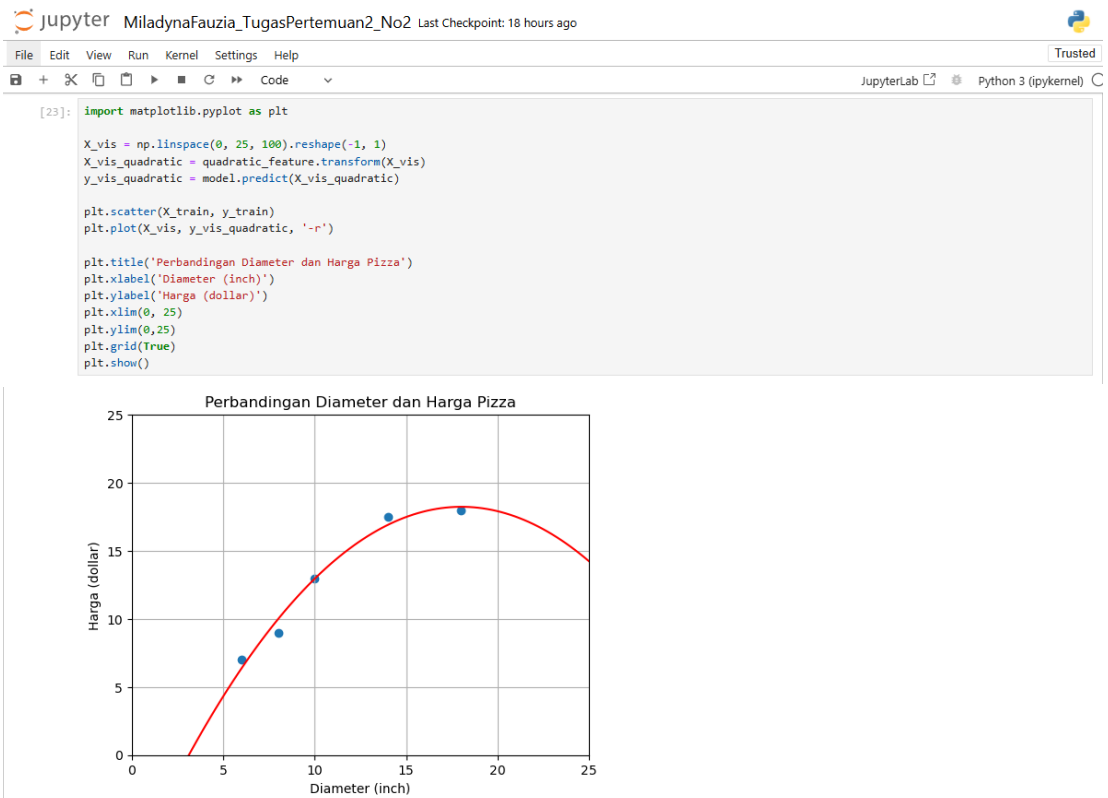 jupyter MiladynaFauzia_TugasPertemuan2_No2 Last Checkpoint: 18 hours ago
File Edit View Run Kernel Settings Help Trusted
Code JupyterLab Python 3 (ipykernel)
[23]: import matplotlib.pyplot as plt
X_vis = np.linspace(0, 25, 100).reshape(-1, 1)
X_vis_quadratic = quadratic_feature.transform(X_vis)
y_vis_quadratic = model.predict(X_vis_quadratic)
plt.scatter(X_train, y_train)
plt.plot(X_vis, y_vis_quadratic, '-r')
plt.title('Perbandingan Diameter dan Harga Pizza')
plt.xlabel('Diameter (inch)')
plt.ylabel('Harga (dollar)')
plt.xlim(0, 25)
plt.ylim(0,25)
plt.grid(True)
plt.show()
Perbandingan Diameter dan Harga Pizza
25
20
15
10
5
0
Harga (dollar)
0 5 10 15 20 25
Diameter (inch)